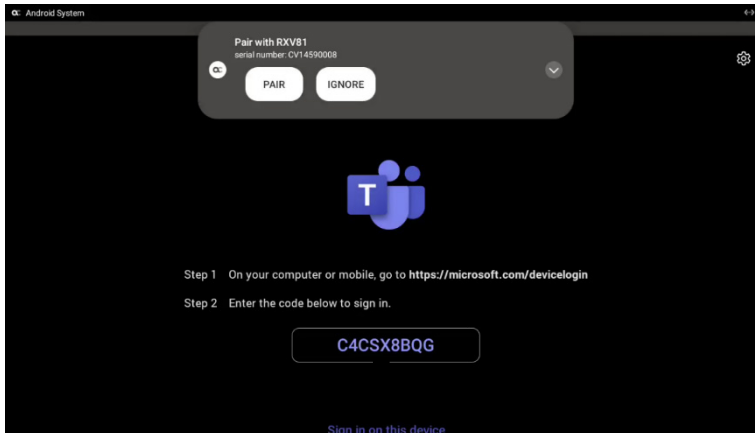 Android System
Pair with RXV81
serial number: CV14590008
PAIR
IGNORE
T
Step 1 On your computer or mobile, go to https://microsoft.com/devicelogin
Step 2 Enter the code below to sign in.
C4CSX8BQG
Sign in on this device